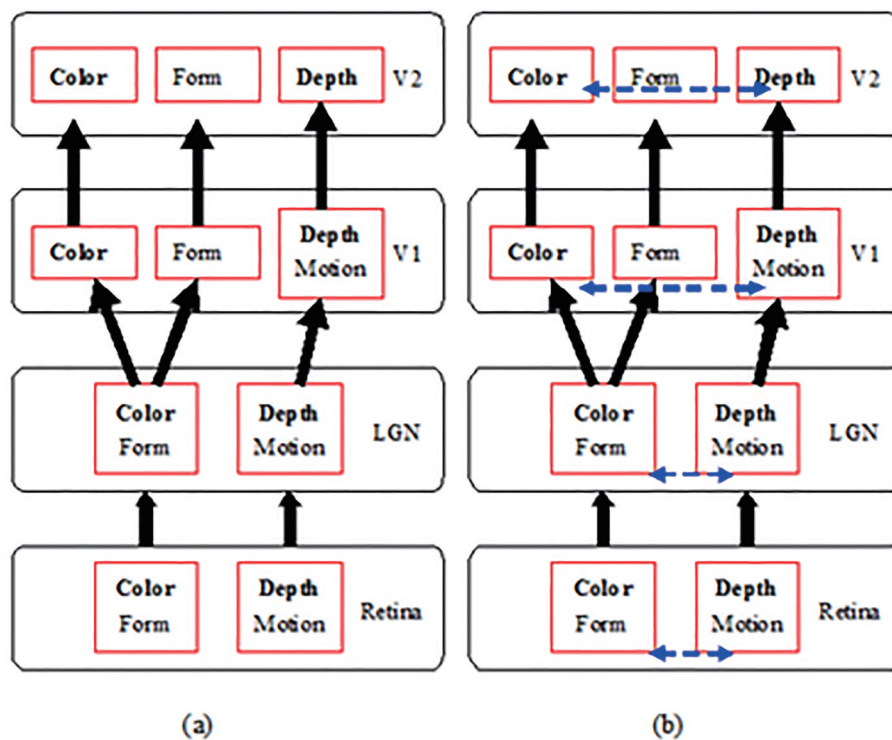 Color Form Depth V2
Color Form Depth Motion V1
Color Form Depth Motion LGN
Color Form Depth Motion Retina
(a)
Color Form Depth V2
Color Form Depth Motion V1
Color Form Depth Motion LGN
Color Form Depth Motion Retina
(b)